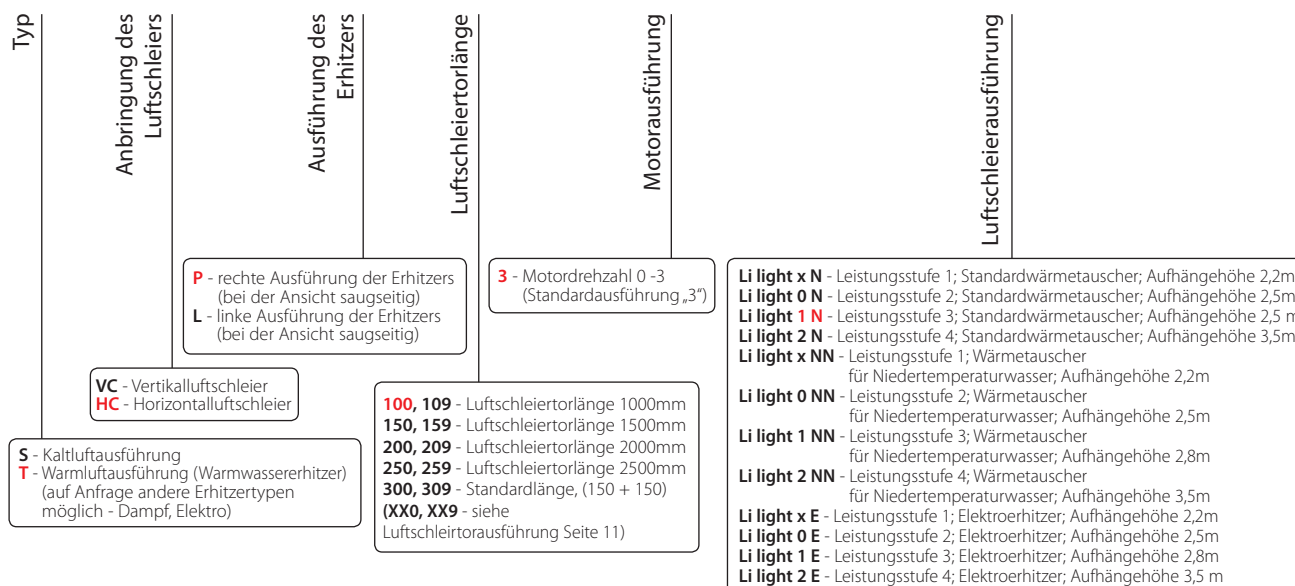 Typ
Anbringung des
Luftschleiers
Ausführung des
Erhitzers
Luftschleiertorlänge
Motorausführung
Luftschleierausführung
P - rechte Ausführung der Erhitzers
(bei der Ansicht saugseitig)
L - linke Ausführung der Erhitzers
(bei der Ansicht saugseitig)
3 - Motordrehzahl 0 -3
(Standardausführung „3“)
VC - Vertikalluftschleier
HC - Horizontalluftschleier
S - Kaltluftausführung
T - Warmluftausführung (Warmwassererhitzer)
(auf Anfrage andere Erhitzertypen
möglich - Dampf, Elektro)
100, 109 - Luftschleiertorlänge 1000mm
150, 159 - Luftschleiertorlänge 1500mm
200, 209 - Luftschleiertorlänge 2000mm
250, 259 - Luftschleiertorlänge 2500mm
300, 309 - Standardlänge, (150 + 150)
(XX0, XX9 - siehe
Luftschleirtorausführung Seite 11)
Li light x N - Leistungsstufe 1; Standardwärmetauscher; Aufhängehöhe 2,2m
Li light 0 N - Leistungsstufe 2; Standardwärmetauscher; Aufhängehöhe 2,5m
Li light 1 N - Leistungsstufe 3; Standardwärmetauscher; Aufhängehöhe 2,5 m
Li light 2 N - Leistungsstufe 4; Standardwärmetauscher; Aufhängehöhe 3,5m
Li light x NN - Leistungsstufe 1; Wärmetauscher
für Niedertemperaturwasser; Aufhängehöhe 2,2m
Li light 0 NN - Leistungsstufe 2; Wärmetauscher
für Niedertemperaturwasser; Aufhängehöhe 2,5m
Li light 1 NN - Leistungsstufe 3; Wärmetauscher
für Niedertemperaturwasser; Aufhängehöhe 2,8m
Li light 2 NN - Leistungsstufe 4; Wärmetauscher
für Niedertemperaturwasser; Aufhängehöhe 3,5m
Li light x E - Leistungsstufe 1; Elektroerhitzer; Aufhängehöhe 2,2m
Li light 0 E - Leistungsstufe 2; Elektroerhitzer; Aufhängehöhe 2,5m
Li light 1 E - Leistungsstufe 3; Elektroerhitzer; Aufhängehöhe 2,8m
Li light 2 E - Leistungsstufe 4; Elektroerhitzer; Aufhängehöhe 3,5 m